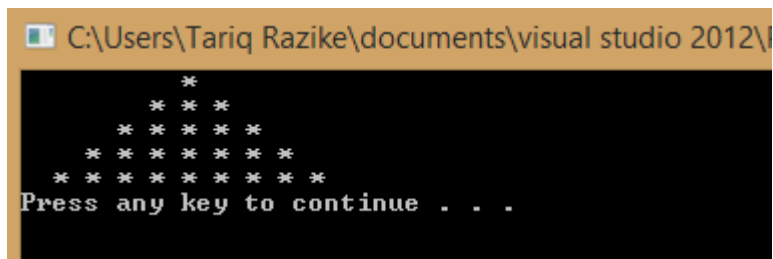 C:\Users\Tariq Razike\documents\visual studio 2012\
*
* * *
* * * * *
* * * * * * *
* * * * * * * * *
Press any key to continue . . .